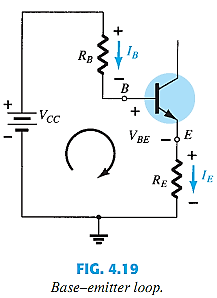 +
R_B
I_B
-
B
+
V_CC
-
+
V_BE
-
E
+
R_E
I_E
-
FIG. 4.19
Base–emitter loop.